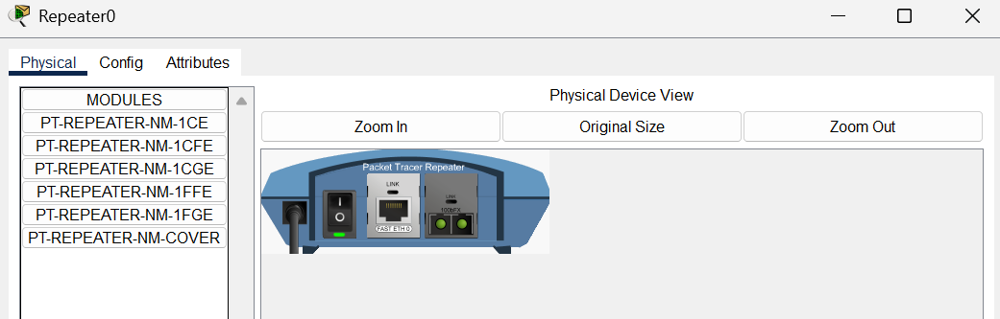 Repeater0
Physical Config Attributes
MODULES
PT-REPEATER-NM-1CE
PT-REPEATER-NM-1CFE
PT-REPEATER-NM-1CGE
PT-REPEATER-NM-1FFE
PT-REPEATER-NM-1FGE
PT-REPEATER-NM-COVER
Physical Device View
Zoom In Original Size Zoom Out
Packet Tracer Repeater
LINK
FAST ETH 0
LINK
100bFX